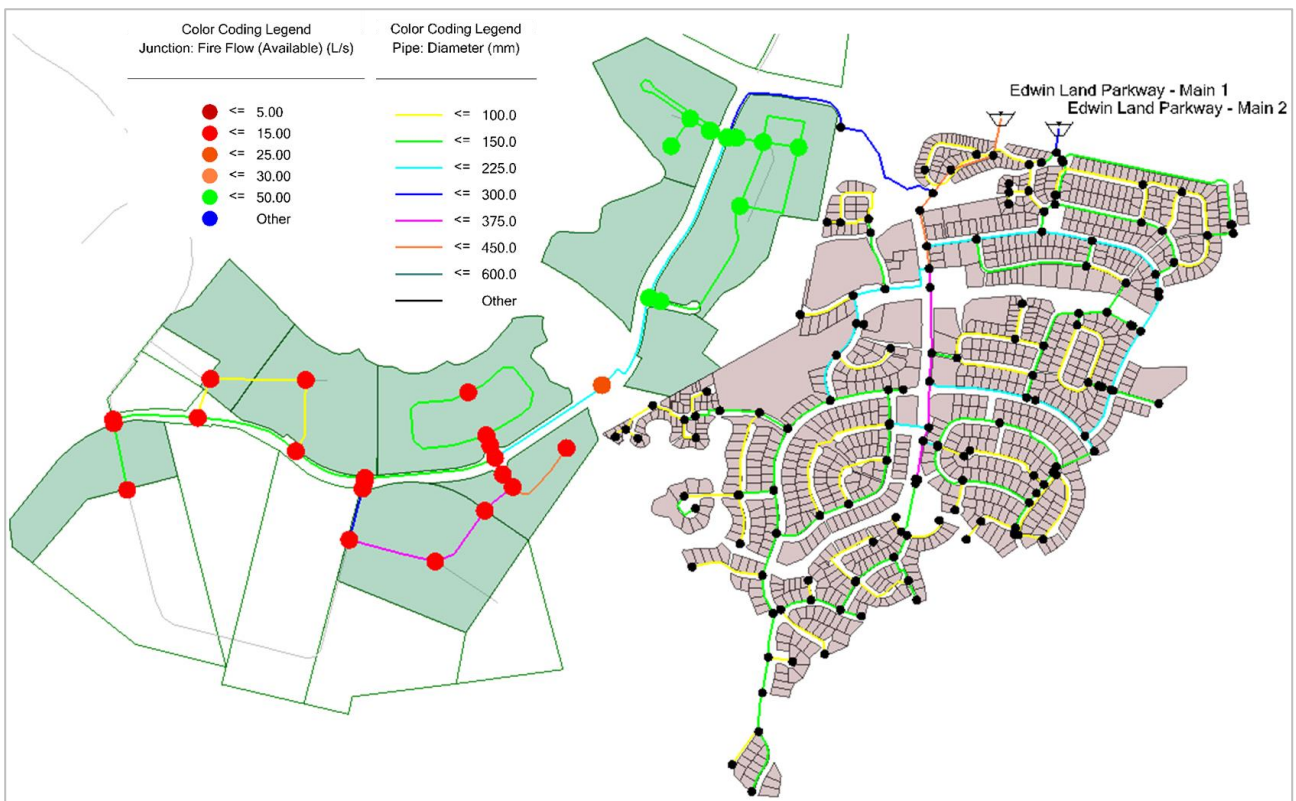 Color Coding Legend
Junction: Fire Flow (Available) (L/s)
<= 5.00
<= 15.00
<= 25.00
<= 30.00
<= 50.00
Other
Color Coding Legend
Pipe: Diameter (mm)
<= 100.0
<= 150.0
<= 225.0
<= 300.0
<= 375.0
<= 450.0
<= 600.0
Other
Edwin Land Parkway - Main 1
Edwin Land Parkway - Main 2